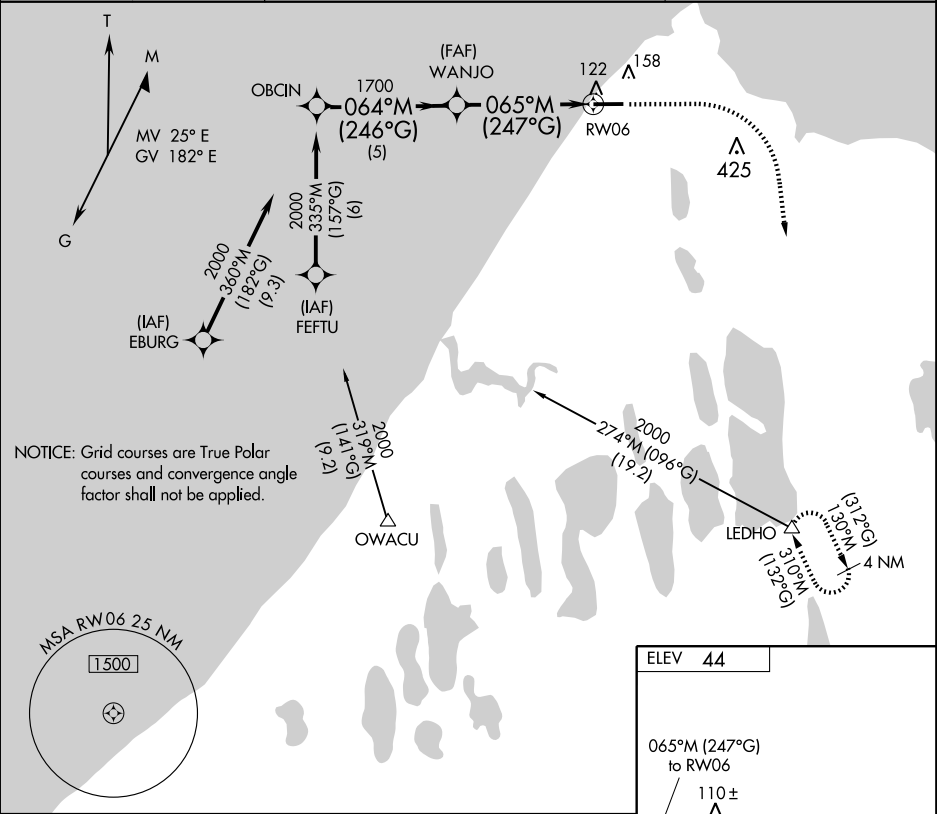 T
M
MV 25° E
GV 182° E
G
OBCIN
1700
064°M
(246°G)
(5)
(FAF)
WANJO
065°M
(247°G)
122
158
RW06
425
2000
335°M
(157°G)
(6)
(IAF)
FEFTU
2000
360°M
(182°G)
(9.3)
(IAF)
EBURG
NOTICE: Grid courses are True Polar
courses and convergence angle
factor shall not be applied.
2000
319°M
(141°G)
(9.2)
OWACU
2000
274°M (096°G)
(19.2)
LEDHO
(312°G)
130°M
310°M
(132°G)
4 NM
MSA RW06 25 NM
1500
ELEV 44
065°M (247°G)
to RW06
110 ±